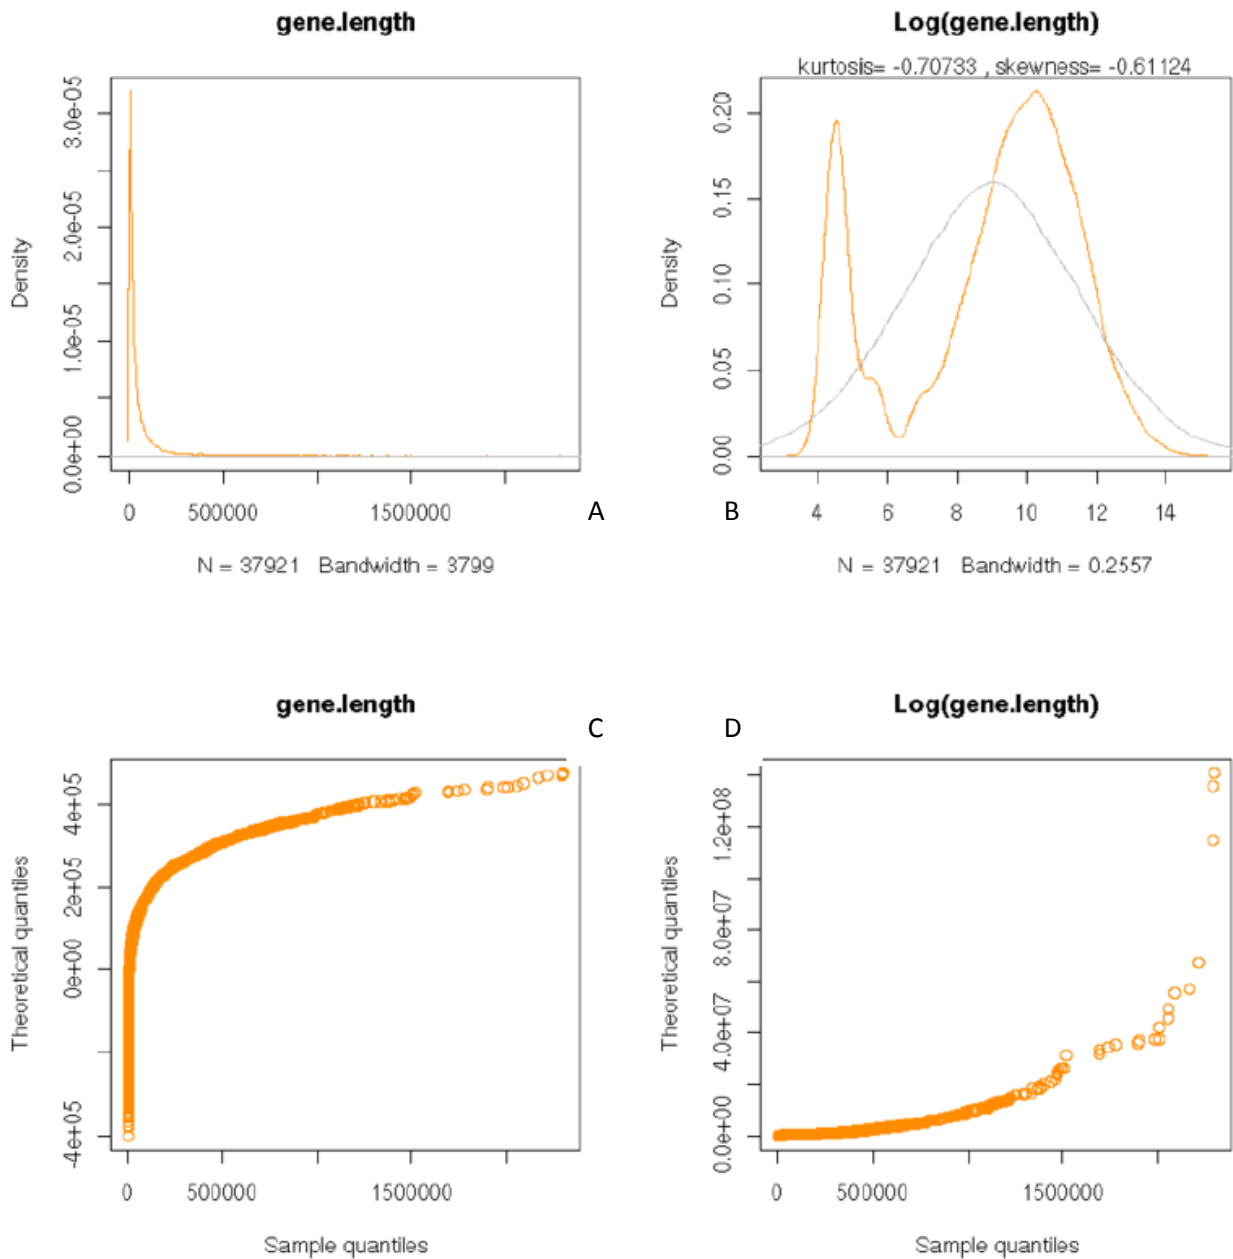 gene.length
Log(gene.length)
kurtosis= -0.70733 , skewness= -0.61124
Density
0.0e+00 1.0e-05 2.0e-05 3.0e-05
Density
0.00 0.05 0.10 0.15 0.20
0 500000 1500000
A
B
4 6 8 10 12 14
N = 37921 Bandwidth = 3799
N = 37921 Bandwidth = 0.2557
gene.length
Log(gene.length)
C
D
Theoretical quantiles
-4e+05 0e+00 2e+05 4e+05
Theoretical quantiles
0.0e+00 4.0e+07 8.0e+07 1.2e+08
0 500000 1500000
0 500000 1500000
Sample quantiles
Sample quantiles